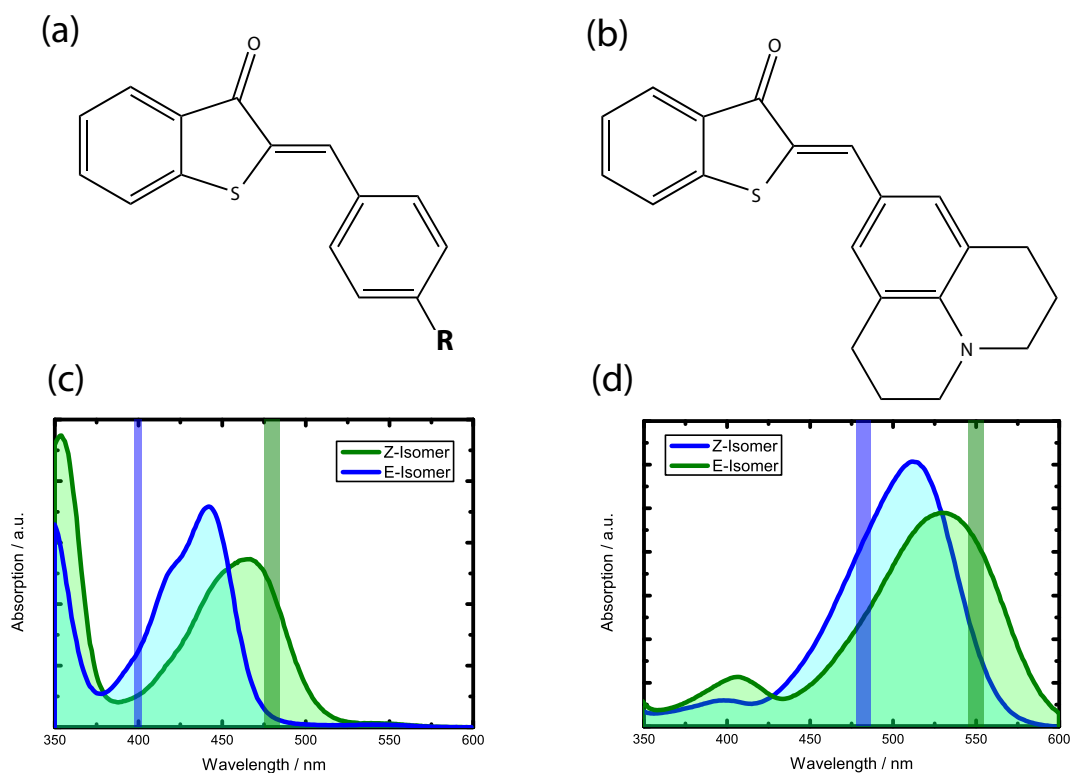 (a)
O
S
R
(b)
O
S
N
(c)
Z-Isomer
E-Isomer
Absorption / a.u.
350 400 450 500 550 600
Wavelength / nm
(d)
Z-Isomer
E-Isomer
Absorption / a.u.
350 400 450 500 550 600
Wavelength / nm